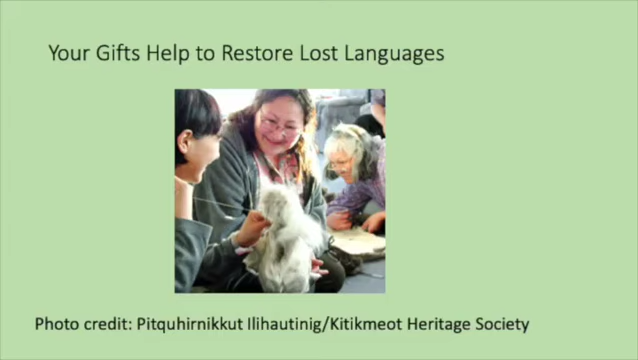 Your Gifts Help to Restore Lost Languages
Photo credit: Pitquhirnikkut Ilihautinig/Kitikmeot Heritage Society